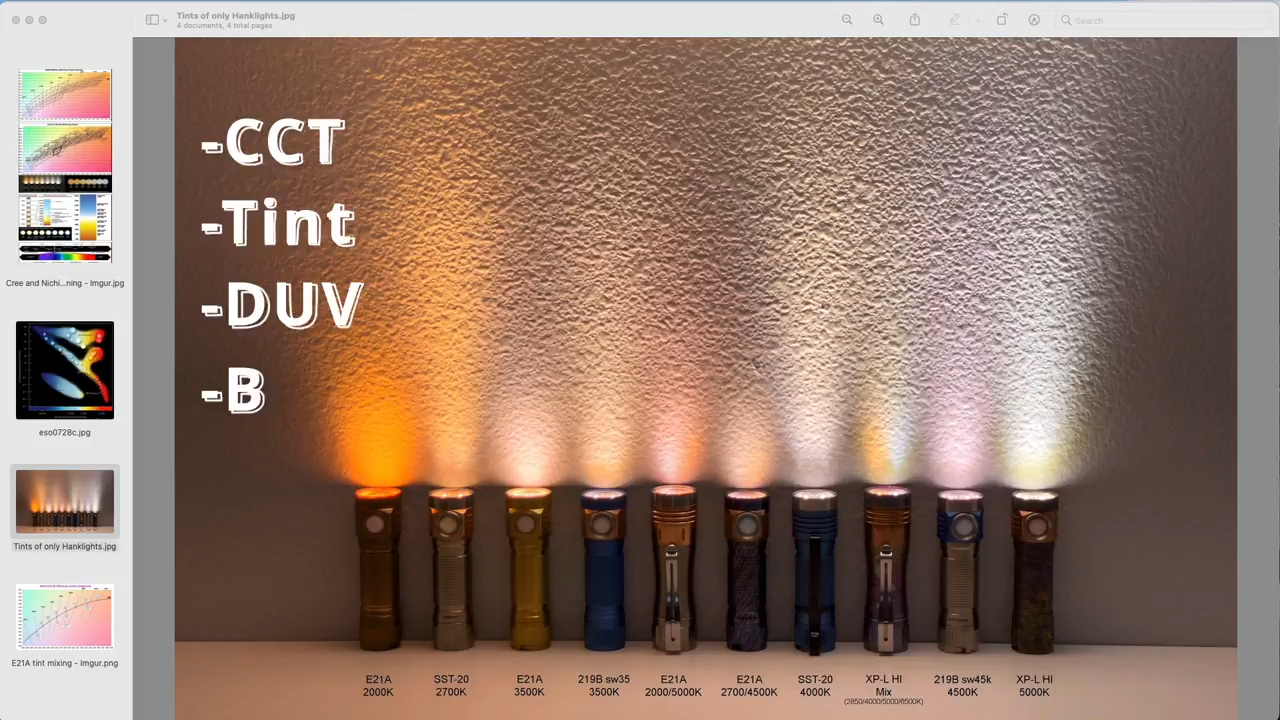 Tints of only Hanklights.jpg
4 documents, 4 total pages
Search
-CCT
-Tint
-DUV
-B
Cree and Nichi...ning - Imgur.jpg
eso0728c.jpg
Tints of only Hanklights.jpg
E21A tint mixing - Imgur.png
E21A
2000K
SST-20
2700K
E21A
3500K
219B sw35
3500K
E21A
2000/5000K
E21A
2700/4500K
SST-20
4000K
XP-L HI
Mix
(2850/4000/5000/6500K)
219B sw45k
4500K
XP-L HI
5000K